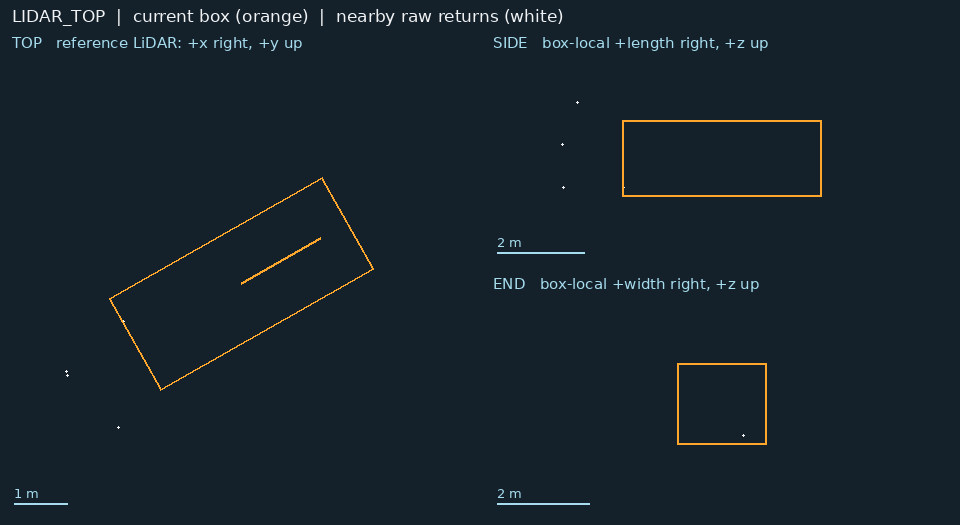 LIDAR_TOP | current box (orange) | nearby raw returns (white)
TOP reference LiDAR: +x right, +y up
SIDE box-local +length right, +z up
2 m
END box-local +width right, +z up
1 m
2 m